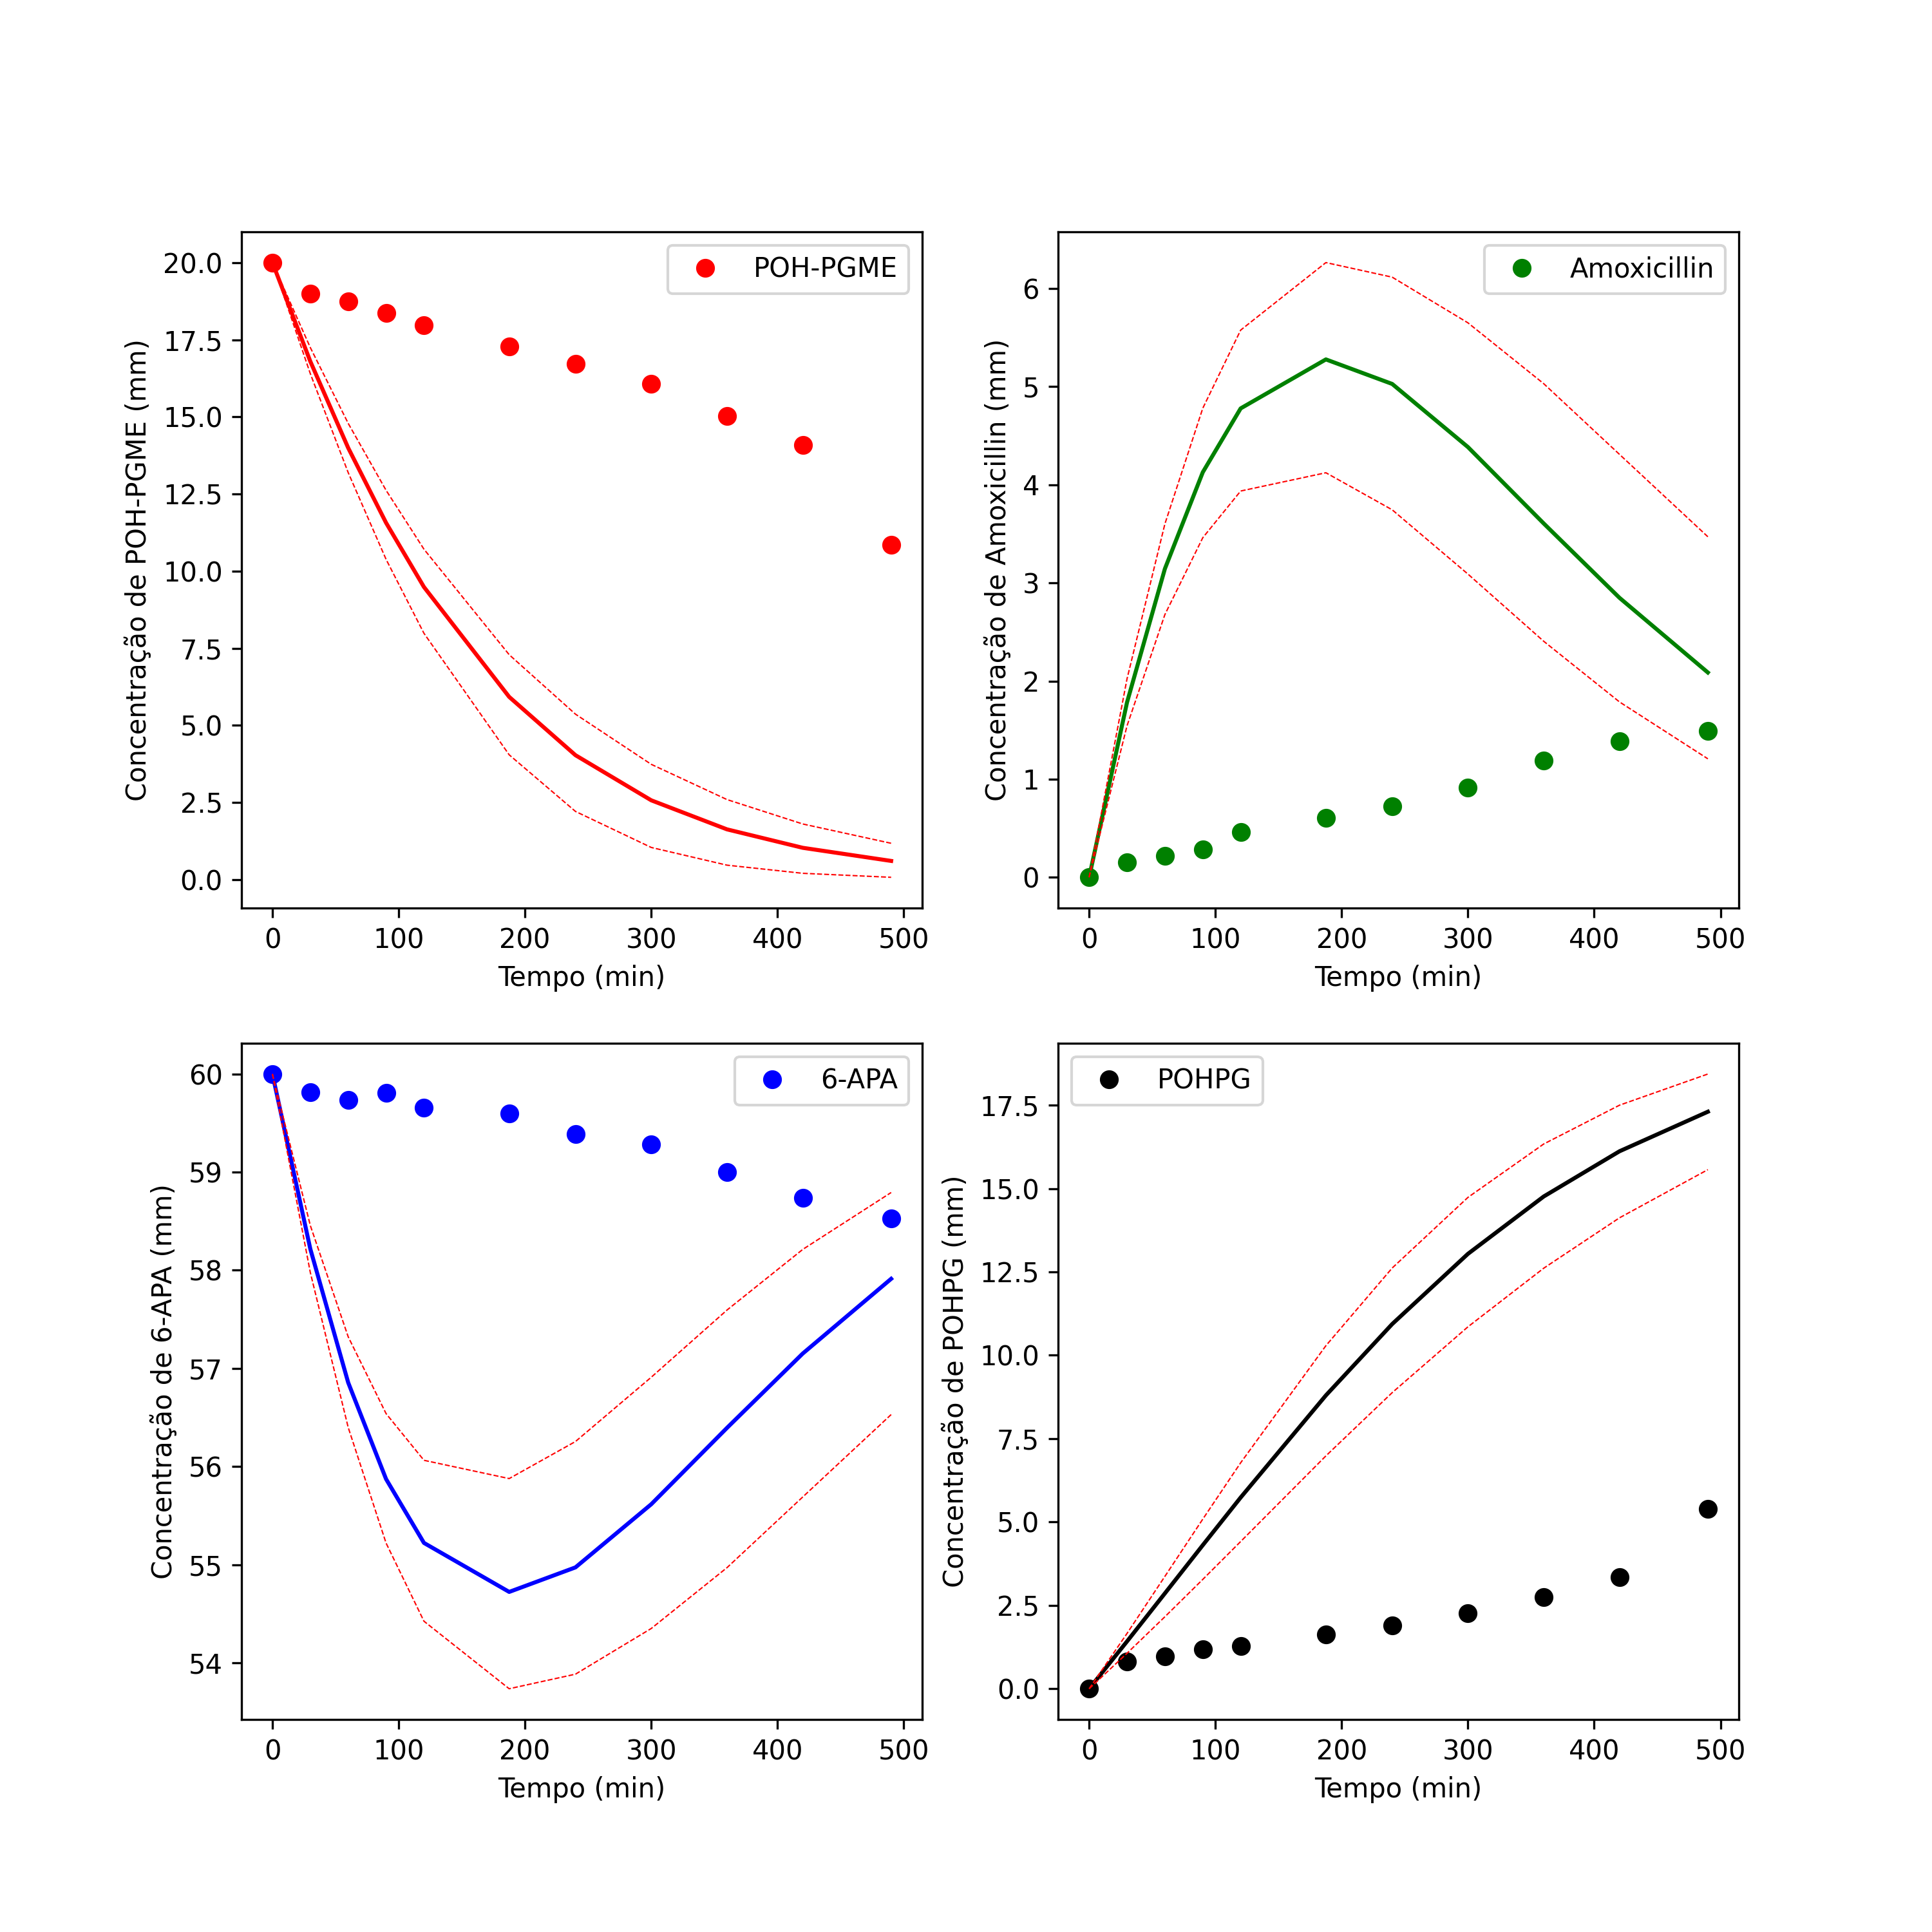 POH-PGME
20.0
17.5
15.0
12.5
10.0
7.5
5.0
2.5
0.0
Concentração de POH-PGME (mm)
0 100 200 300 400 500
Tempo (min)
Amoxicillin
6
5
4
3
2
1
0
Concentração de Amoxicillin (mm)
0 100 200 300 400 500
Tempo (min)
6-APA
60
59
58
57
56
55
54
Concentração de 6-APA (mm)
0 100 200 300 400 500
Tempo (min)
POHPG
17.5
15.0
12.5
10.0
7.5
5.0
2.5
0.0
Concentração de POHPG (mm)
0 100 200 300 400 500
Tempo (min)